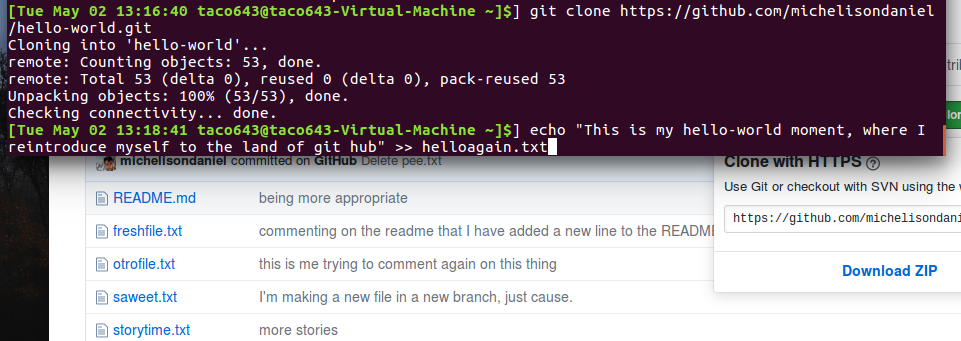 [Tue May 02 13:16:40 taco643@taco643-Virtual-Machine ~]$] git clone https://github.com/michelisondaniel
/hello-world.git
Cloning into 'hello-world'...
remote: Counting objects: 53, done.
remote: Total 53 (delta 0), reused 0 (delta 0), pack-reused 53
Unpacking objects: 100% (53/53), done.
Checking connectivity... done.
[Tue May 02 13:18:41 taco643@taco643-Virtual-Machine ~]$] echo "This is my hello-world moment, where I
reintroduce myself to the land of git hub" >> helloagain.txt
michelisondaniel committed on GitHub Delete pee.txt
README.md being more appropriate
freshfile.txt commenting on the readme that I have added a new line to the README
otrofile.txt this is me trying to comment again on this thing
saweet.txt I'm making a new file in a new branch, just cause.
storytime.txt more stories
Clone with HTTPS ?
Use Git or checkout with SVN using the w
https://github.com/michelisondani
Download ZIP